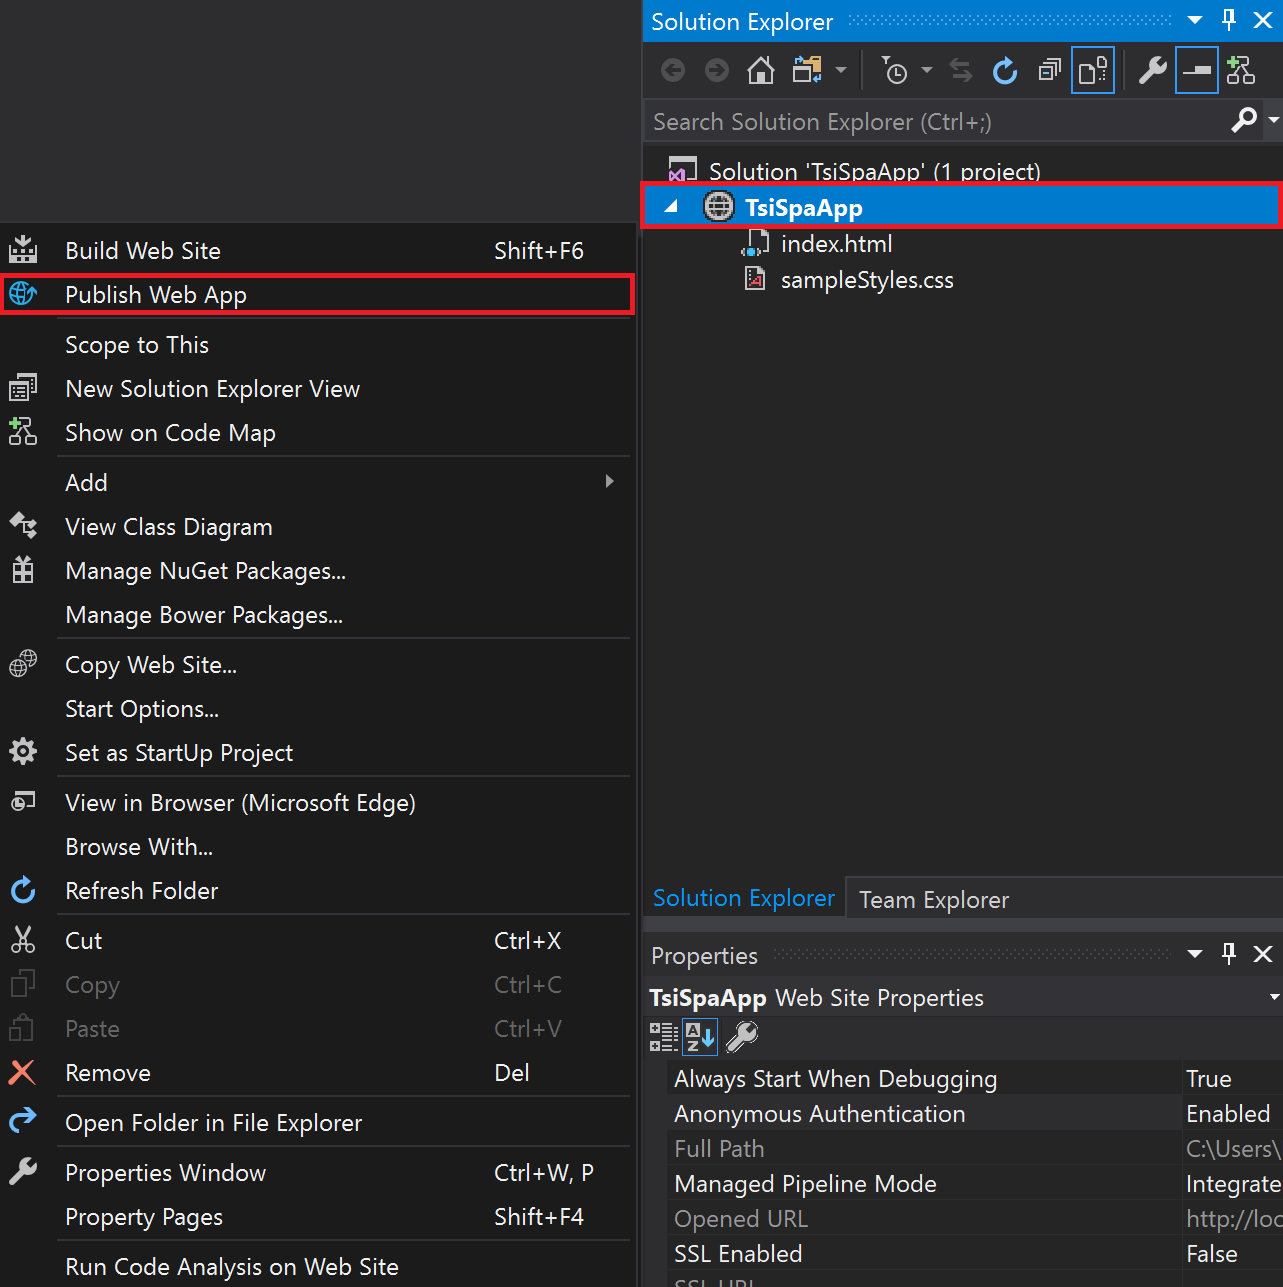 Solution Explorer
Search Solution Explorer (Ctrl+;)
Solution 'TsiSpaApp' (1 project)
TsiSpaApp
index.html
sampleStyles.css
Build Web Site Shift+F6
Publish Web App
Scope to This
New Solution Explorer View
Show on Code Map
Add
View Class Diagram
Manage NuGet Packages...
Manage Bower Packages...
Copy Web Site...
Start Options...
Set as StartUp Project
View in Browser (Microsoft Edge)
Browse With...
Refresh Folder
Cut Ctrl+X
Copy Ctrl+C
Paste Ctrl+V
Remove Del
Open Folder in File Explorer
Properties Window Ctrl+W, P
Property Pages Shift+F4
Run Code Analysis on Web Site
Solution Explorer Team Explorer
Properties
TsiSpaApp Web Site Properties
Always Start When Debugging True
Anonymous Authentication Enabled
Full Path C:\Users\
Managed Pipeline Mode Integrate
Opened URL http://loc
SSL Enabled False
SSL URL